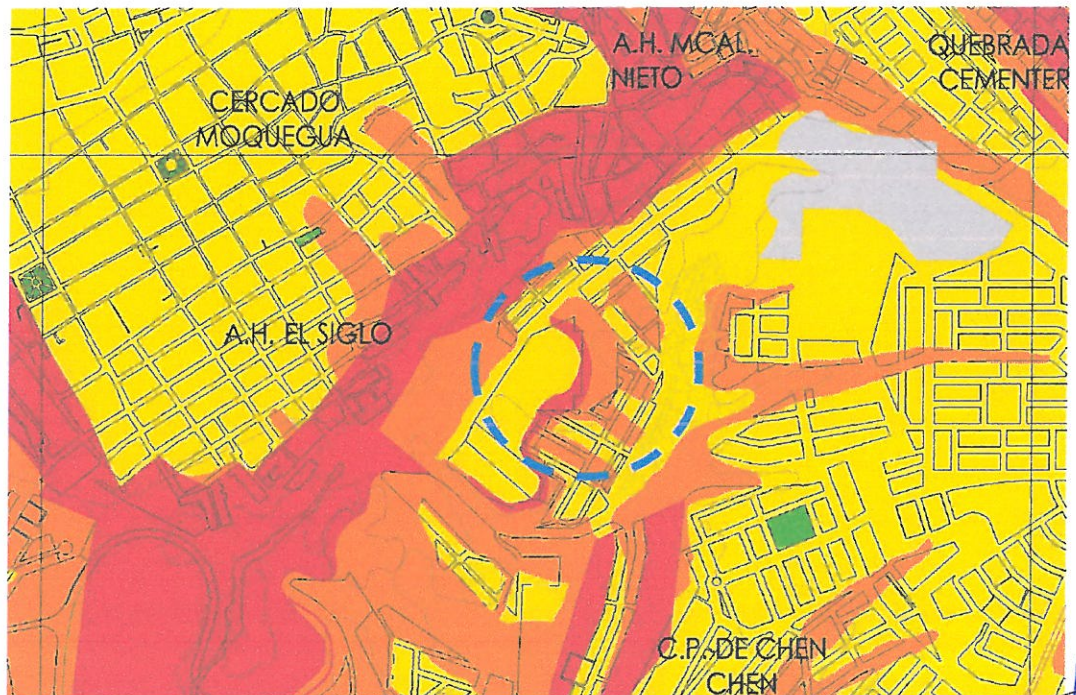 A.H. MCAL.
NIETO
QUEBRADA
CEMENTER
CERCADO
MOQUEGUA
A.H. EL SIGLO
C.P. DE CHEN
CHEN